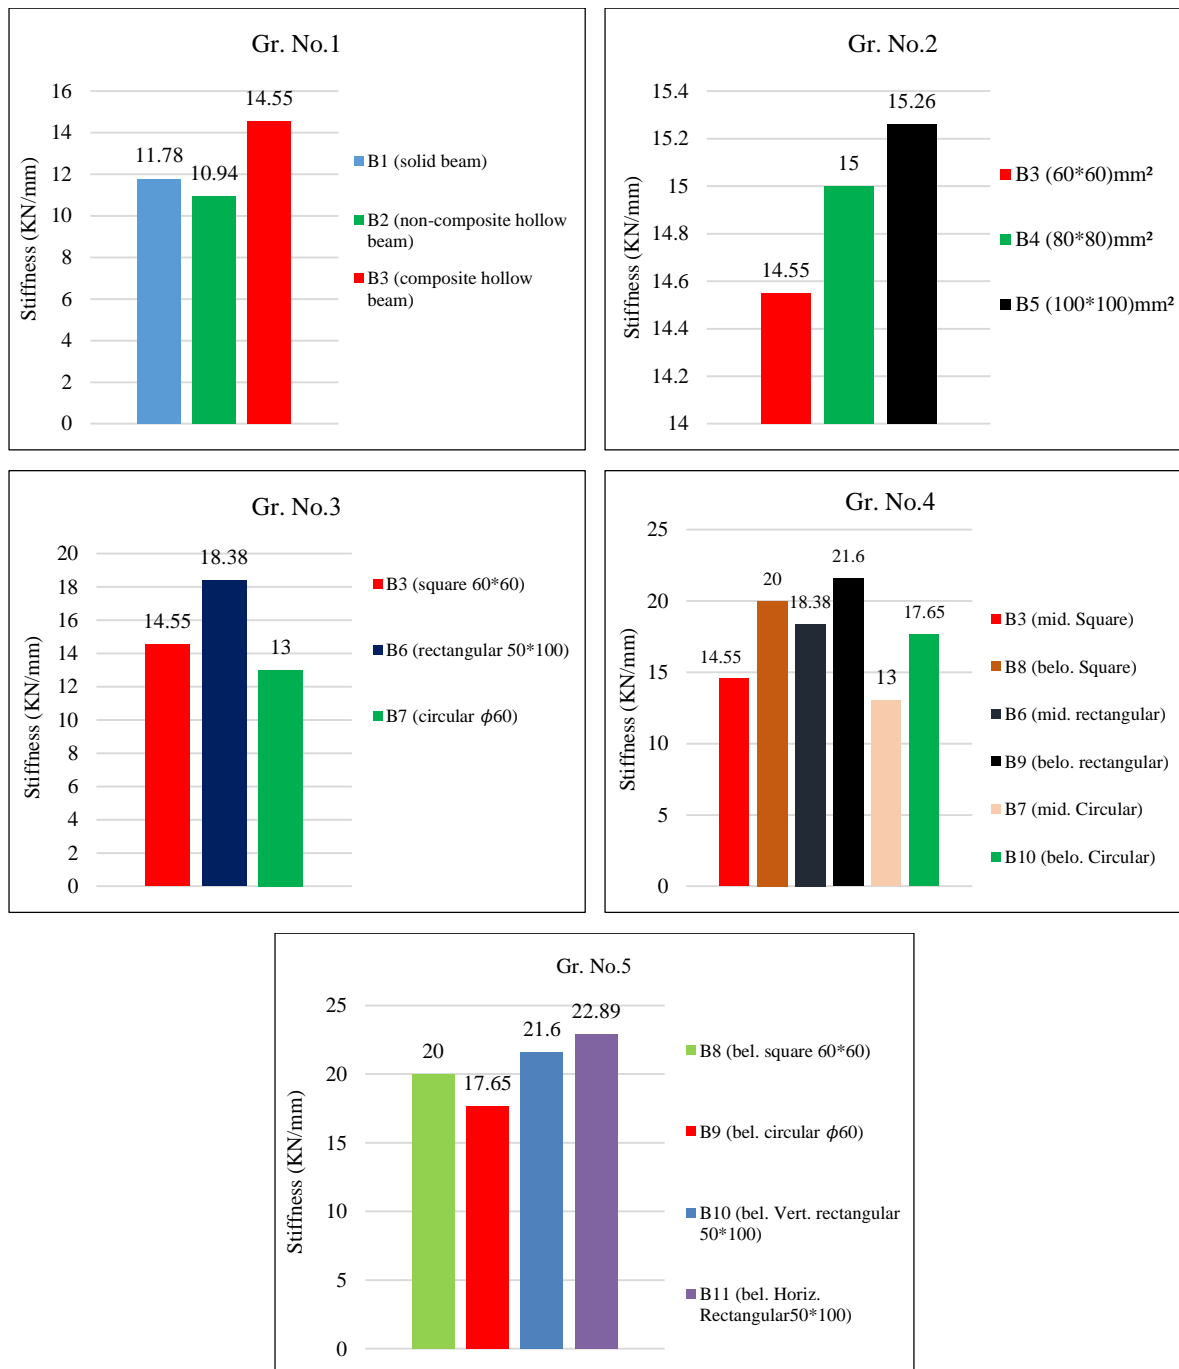 Gr. No.1
Stiffness (KN/mm)
16
14
12
10
8
6
4
2
0
11.78
10.94
14.55
B1 (solid beam)
B2 (non-composite hollow
beam)
B3 (composite hollow
beam)
Gr. No.2
Stiffness (KN/mm)
15.4
15.2
15
14.8
14.6
14.4
14.2
14
14.55
15
15.26
B3 (60*60)mm²
B4 (80*80)mm²
B5 (100*100)mm²
Gr. No.3
Stiffness (KN/mm)
20
18
16
14
12
10
8
6
4
2
0
14.55
18.38
13
B3 (square 60*60)
B6 (rectangular 50*100)
B7 (circular ϕ60)
Gr. No.4
Stiffness (KN/mm)
25
20
15
10
5
0
14.55
20
18.38
21.6
13
17.65
B3 (mid. Square)
B8 (belo. Square)
B6 (mid. rectangular)
B9 (belo. rectangular)
B7 (mid. Circular)
B10 (belo. Circular)
Gr. No.5
Stiffness (KN/mm)
25
20
15
10
5
0
20
17.65
21.6
22.89
B8 (bel. square 60*60)
B9 (bel. circular ϕ60)
B10 (bel. Vert. rectangular
50*100)
B11 (bel. Horiz.
Rectangular50*100)